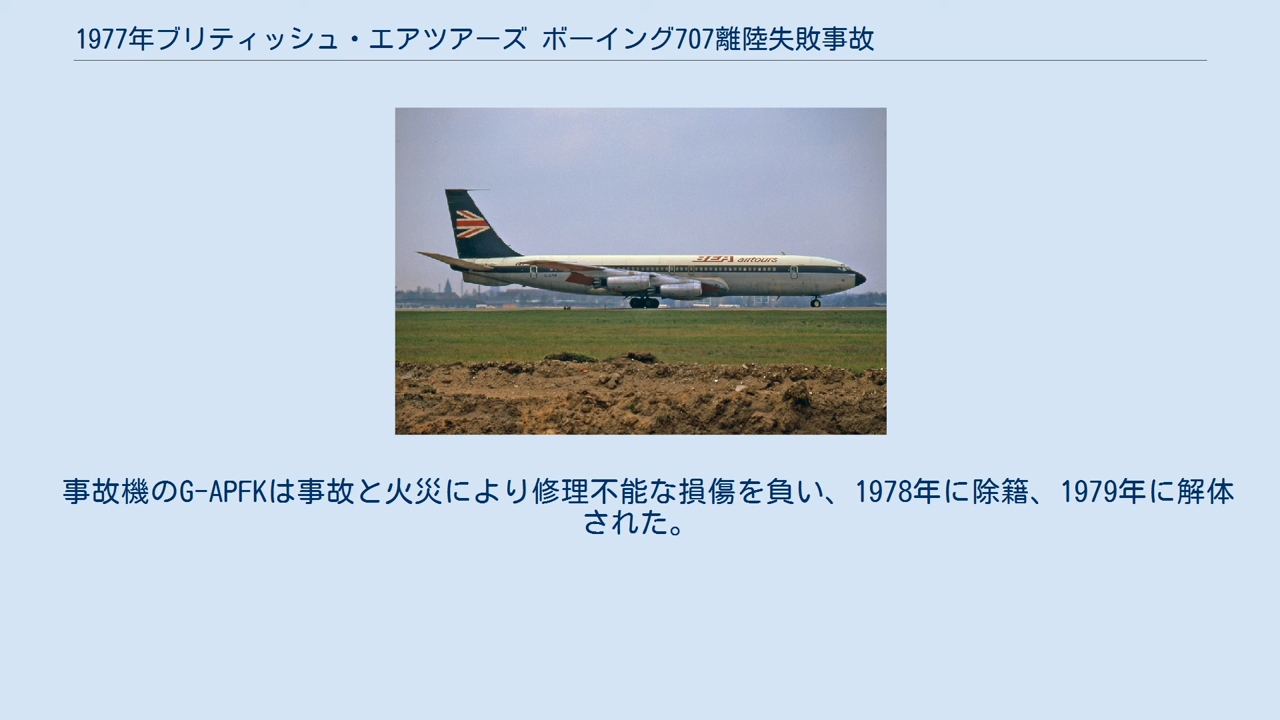 1977年ブリティッシュ・エアツアーズ ボーイング707離陸失敗事故
BEA airtours
事故機のG-APFKは事故と火災により修理不能な損傷を負い、1978年に除籍、1979年に解体
された。